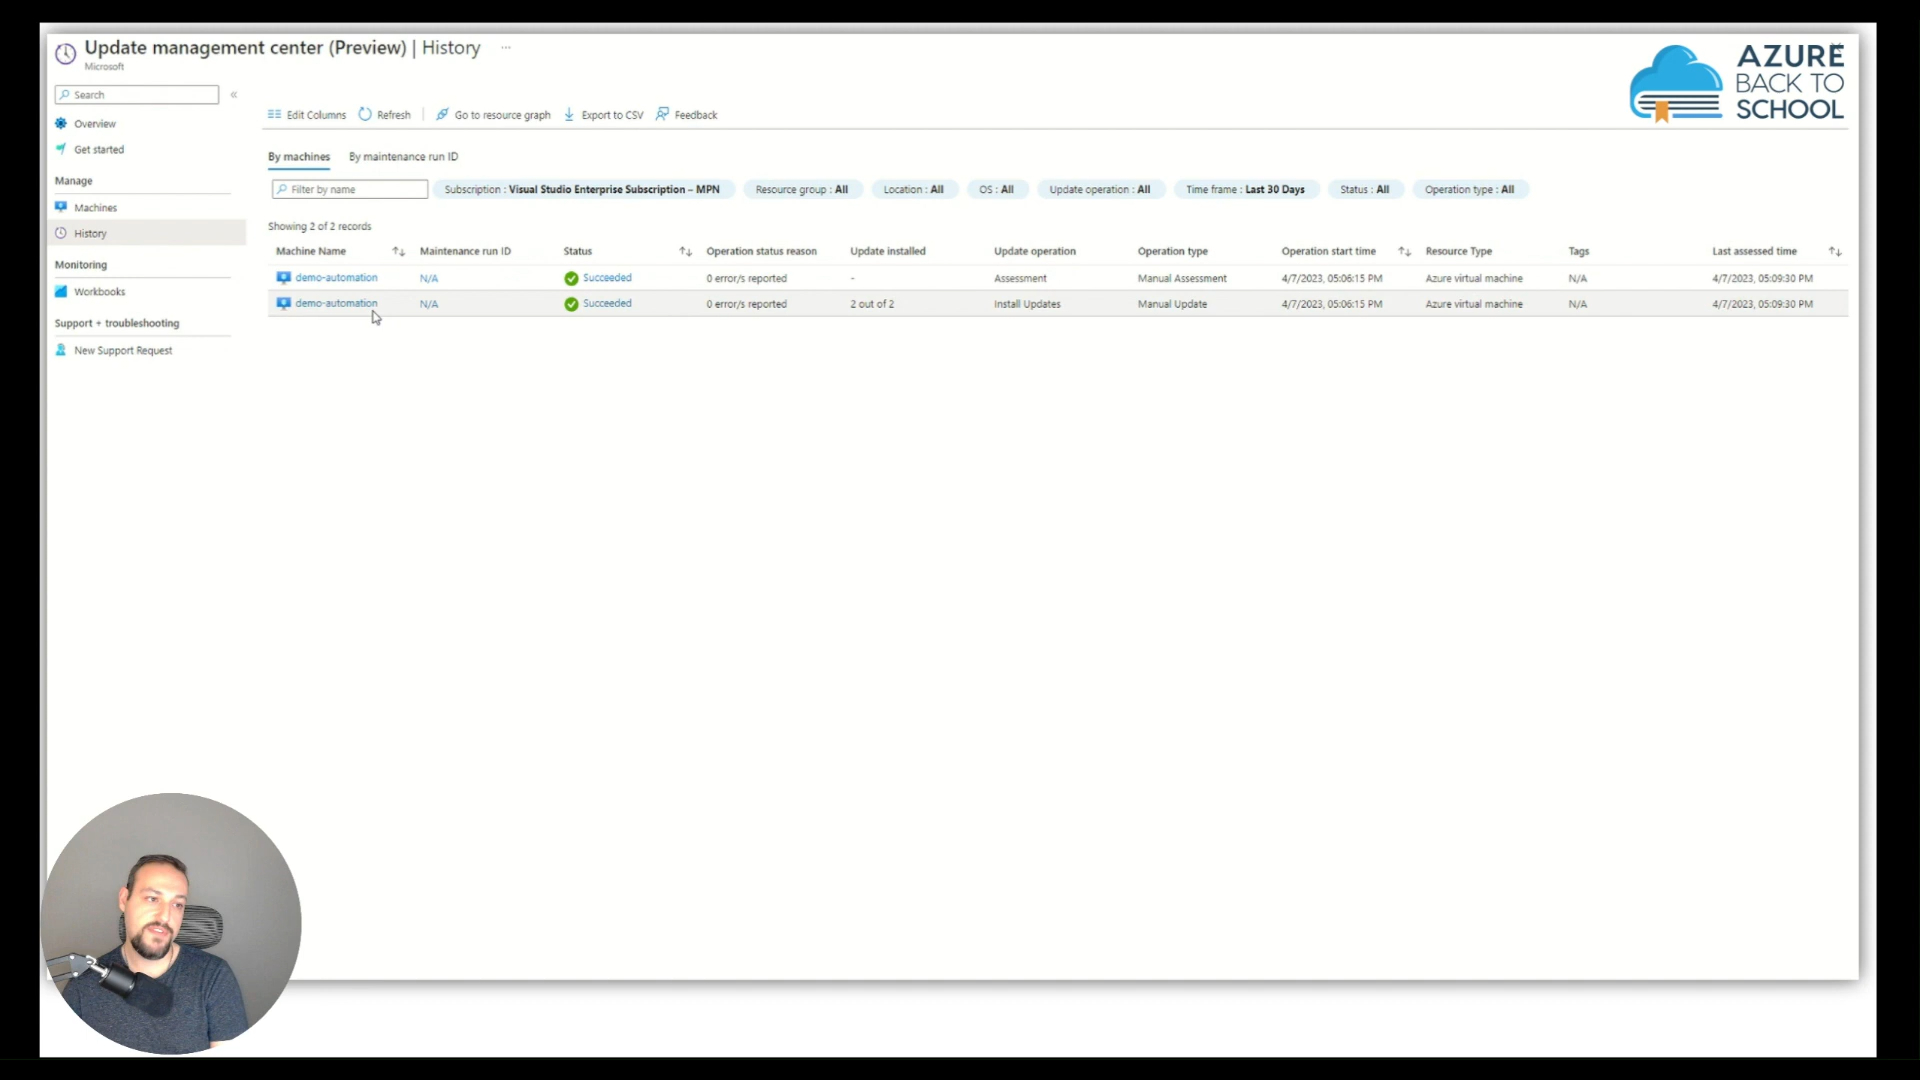 Update management center (Preview) | History ...
Microsoft
AZURE
BACK TO
SCHOOL
Search
«
Overview
Get started
Manage
Machines
History
Monitoring
Workbooks
Support + troubleshooting
New Support Request
Edit Columns Refresh Go to resource graph Export to CSV Feedback
By machines By maintenance run ID
Filter by name Subscription : Visual Studio Enterprise Subscription – MPN Resource group : All Location : All OS : All Update operation : All Time frame : Last 30 Days Status : All Operation type : All
Showing 2 of 2 records
Machine Name Maintenance run ID Status Operation status reason Update installed Update operation Operation type Operation start time Resource Type Tags Last assessed time
demo-automation N/A Succeeded 0 error/s reported - Assessment Manual Assessment 4/7/2023, 05:06:15 PM Azure virtual machine N/A 4/7/2023, 05:09:30 PM
demo-automation N/A Succeeded 0 error/s reported 2 out of 2 Install Updates Manual Update 4/7/2023, 05:06:15 PM Azure virtual machine N/A 4/7/2023, 05:09:30 PM